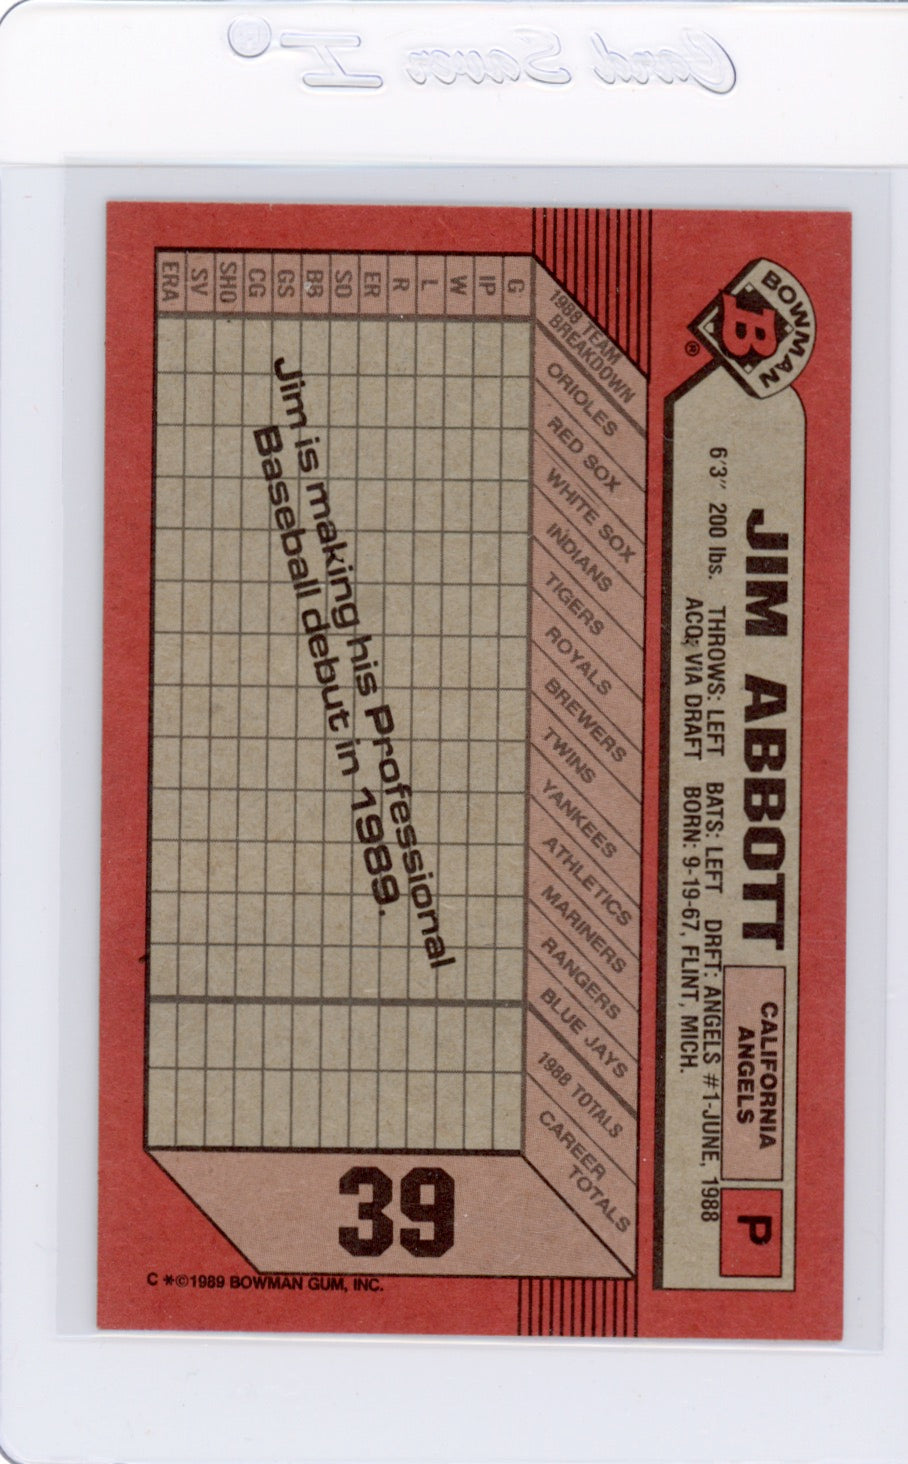 Card Saver I®
BOWMAN
B
®
JIM ABBOTT
CALIFORNIA
ANGELS
P
6'3" 200 lbs. THROWS: LEFT BATS: LEFT DRFT: ANGELS #1-JUNE, 1988
ACQ: VIA DRAFT BORN: 9-19-67, FLINT, MICH.
1988 TEAM
BREAKDOWN
ORIOLES
RED SOX
WHITE SOX
INDIANS
TIGERS
ROYALS
BREWERS
TWINS
YANKEES
ATHLETICS
MARINERS
RANGERS
BLUE JAYS
1988 TOTALS
CAREER
TOTALS
G
IP
W
L
R
ER
SO
BB
GS
CG
SHO
SV
ERA
Jim is making his Professional
Baseball debut in 1989.
39
C *©1989 BOWMAN GUM, INC.